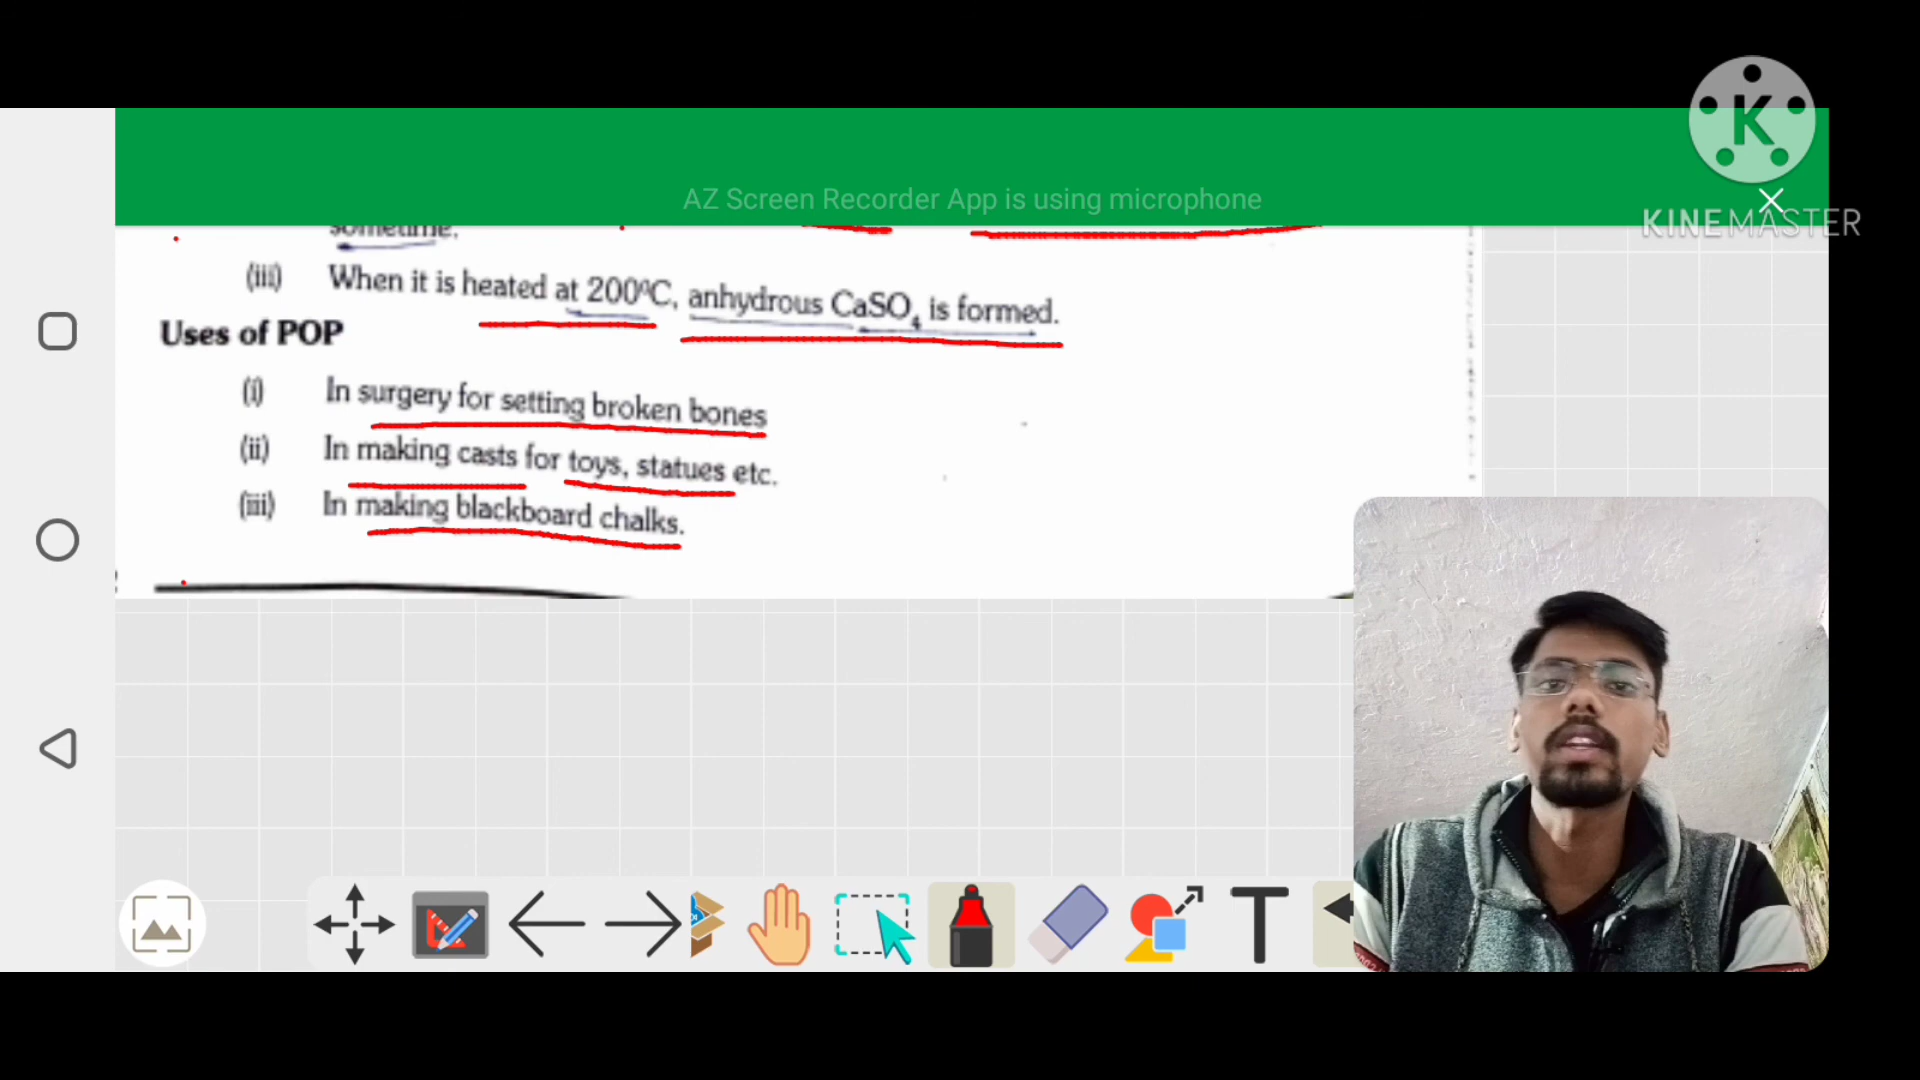 K
AZ Screen Recorder App is using microphone
KINEMASTER
sometime.
(iii) When it is heated at 200⁰C, anhydrous CaSO₄ is formed.
Uses of POP
(i) In surgery for setting broken bones
(ii) In making casts for toys, statues etc.
(iii) In making blackboard chalks.
T